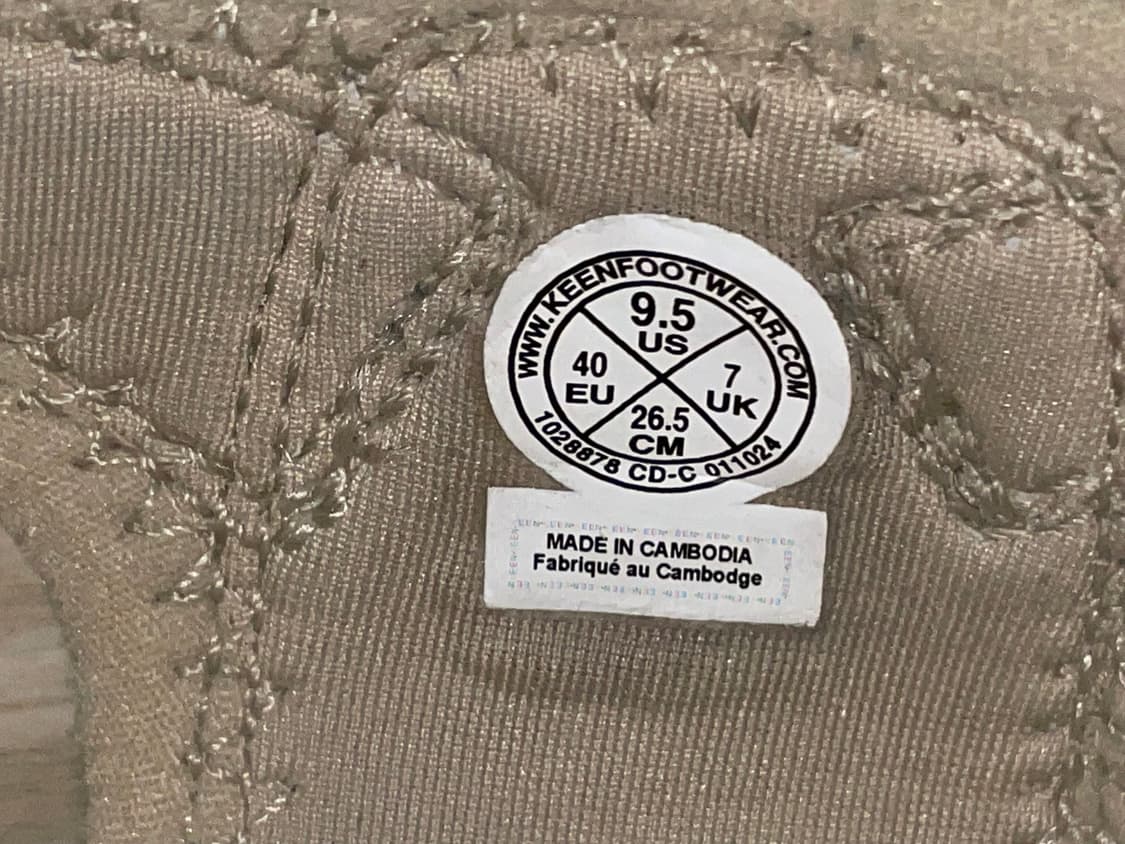 WWW.KEENFOOTWEAR.COM
9.5
US
40
EU
7
UK
26.5
CM
1028878 CD-C 011024
MADE IN CAMBODIA
Fabriqué au Cambodge